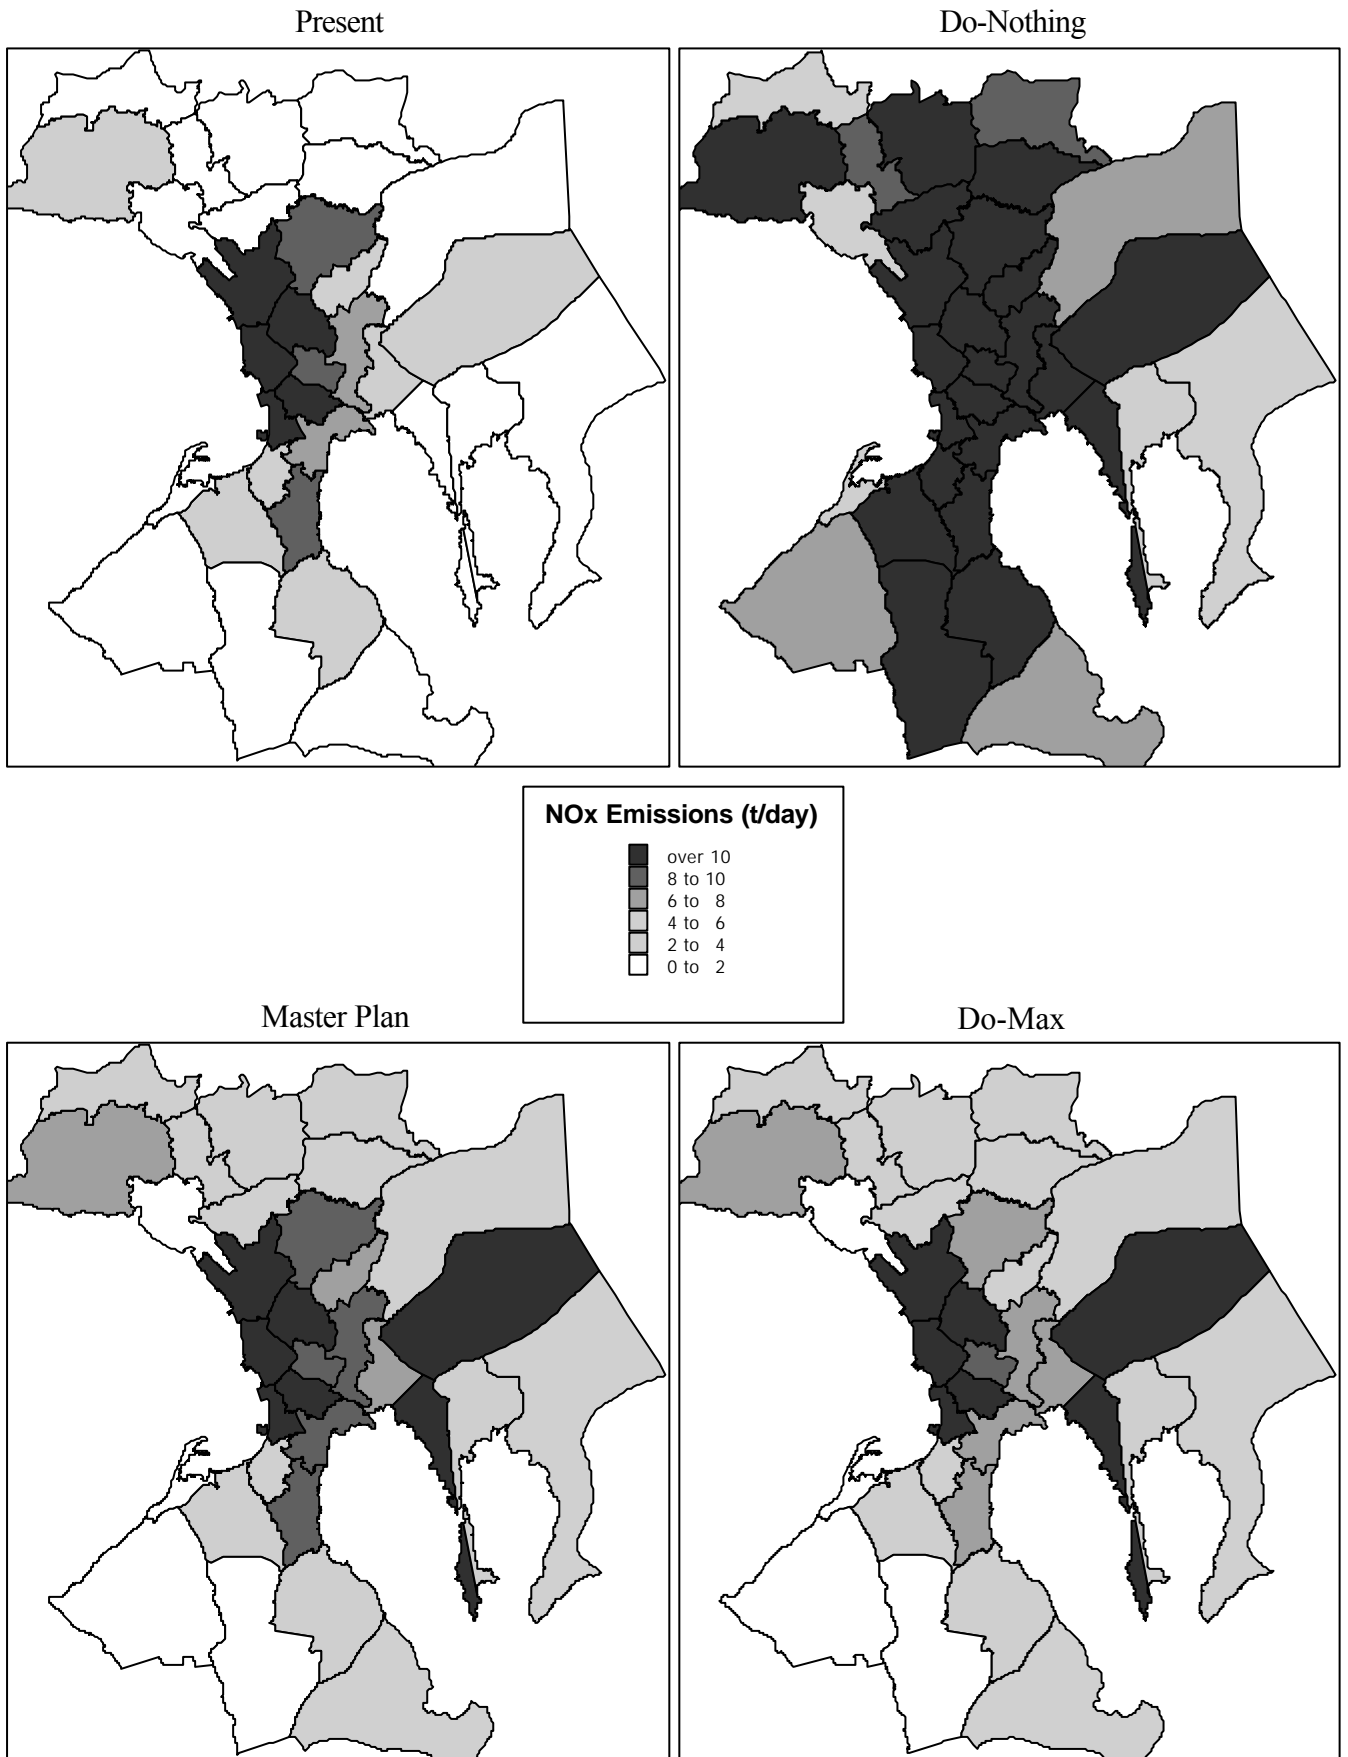 Present
Do-Nothing
NOx Emissions (t/day)
over 10
8 to 10
6 to 8
4 to 6
2 to 4
0 to 2
Master Plan
Do-Max